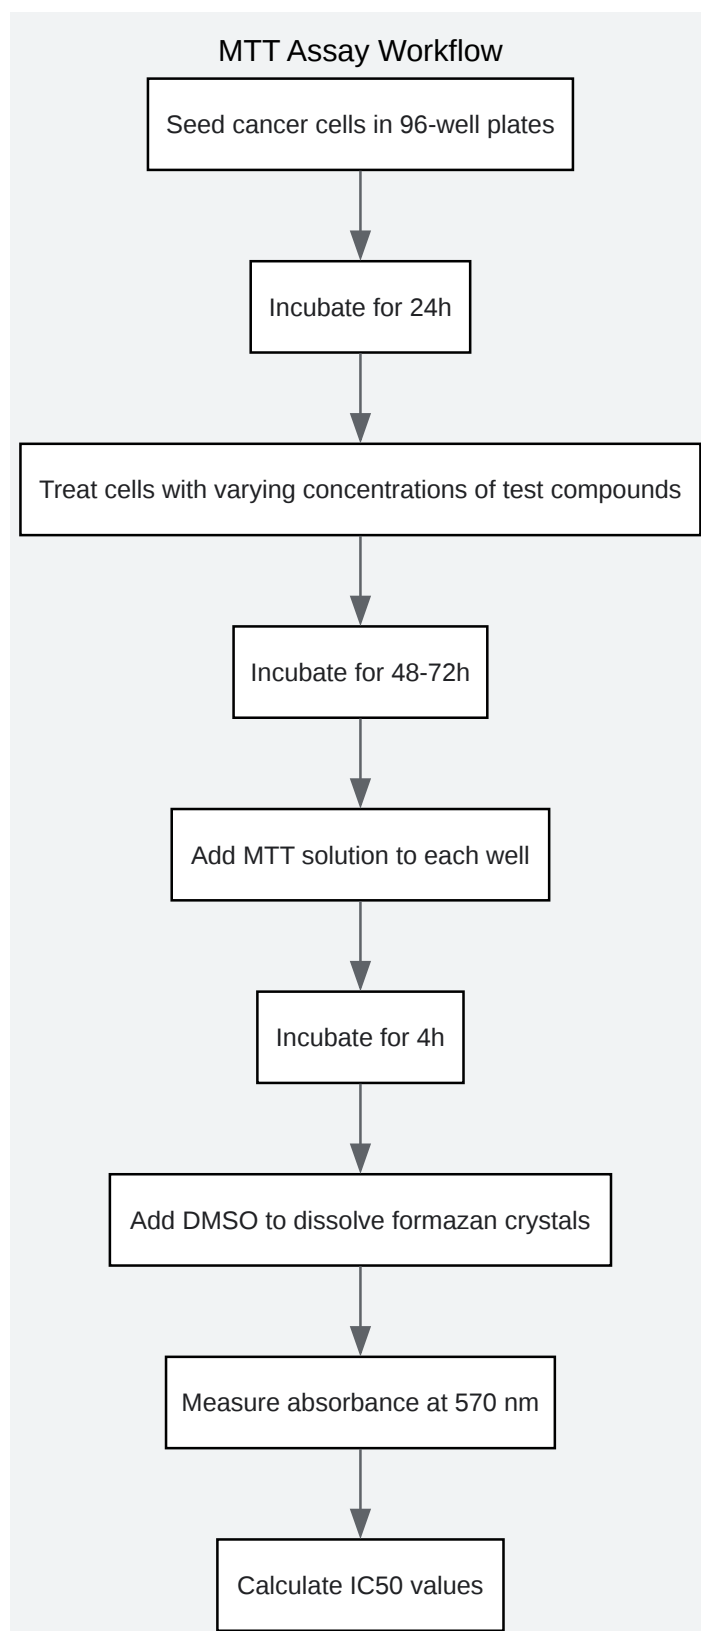 MTT Assay Workflow
Seed cancer cells in 96-well plates
Incubate for 24h
Treat cells with varying concentrations of test compounds
Incubate for 48-72h
Add MTT solution to each well
Incubate for 4h
Add DMSO to dissolve formazan crystals
Measure absorbance at 570 nm
Calculate IC50 values